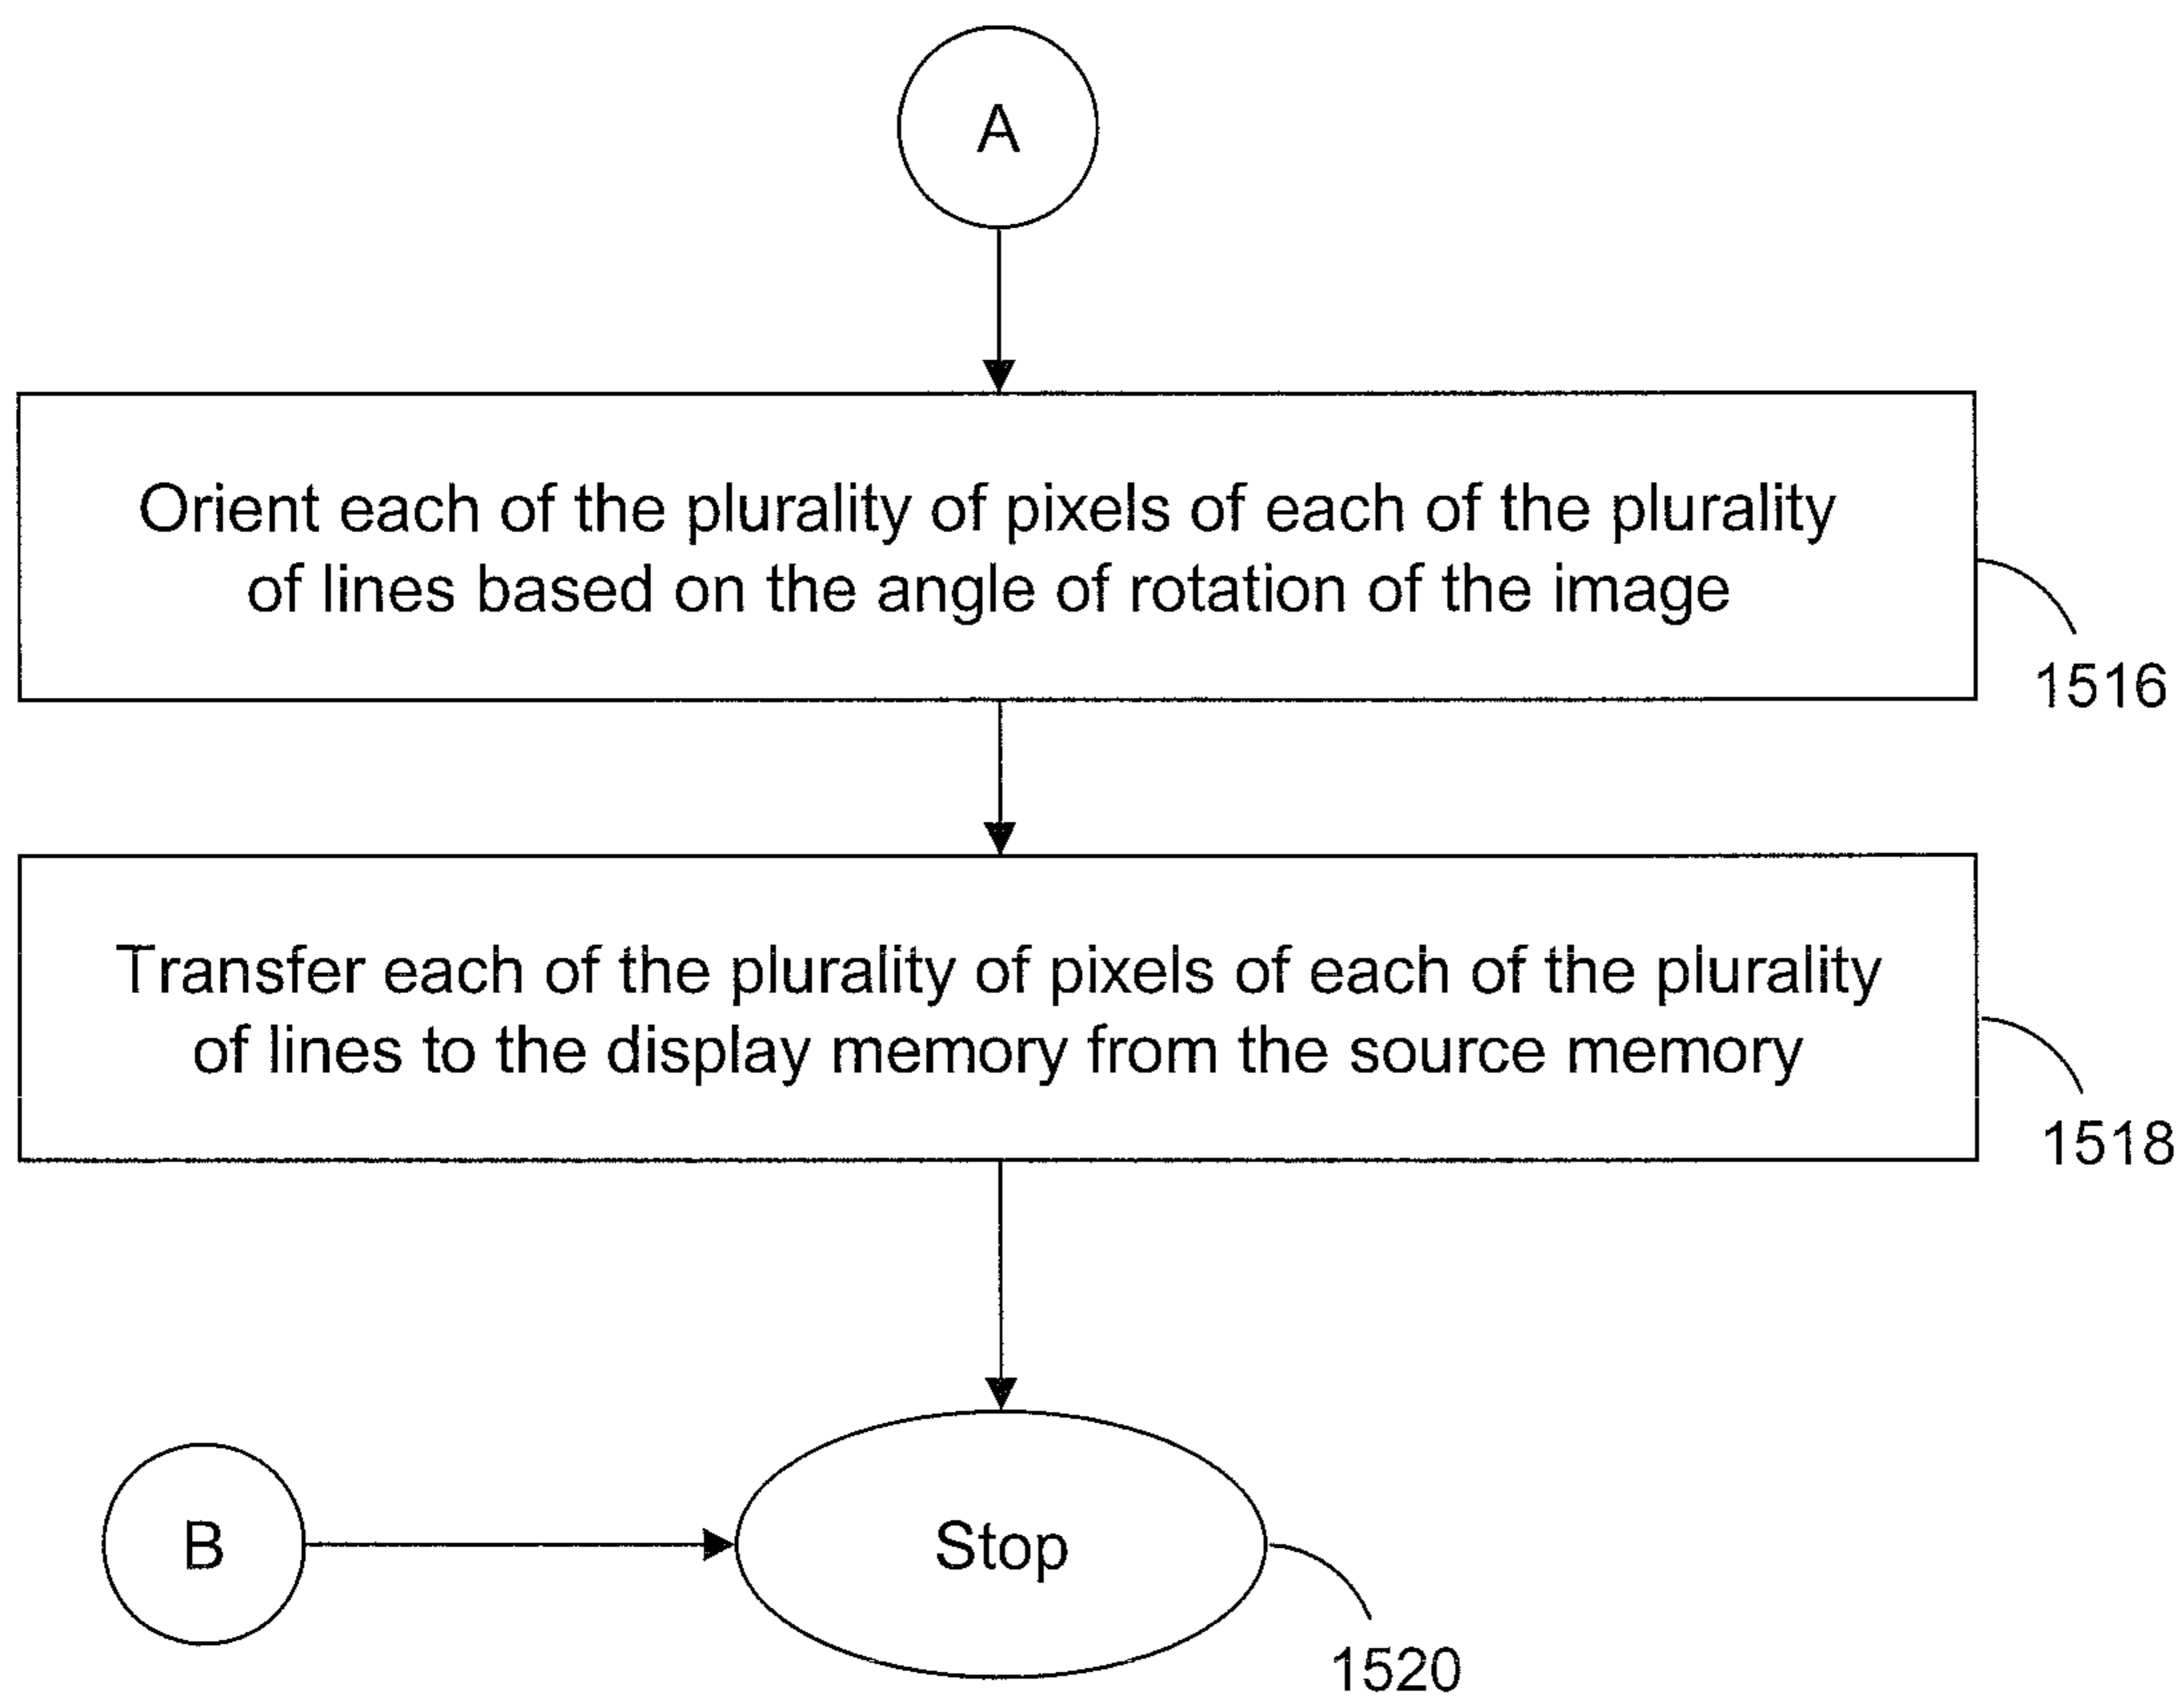 A
Orient each of the plurality of pixels of each of the plurality
of lines based on the angle of rotation of the image
1516
Transfer each of the plurality of pixels of each of the plurality
of lines to the display memory from the source memory
1518
B
Stop
1520